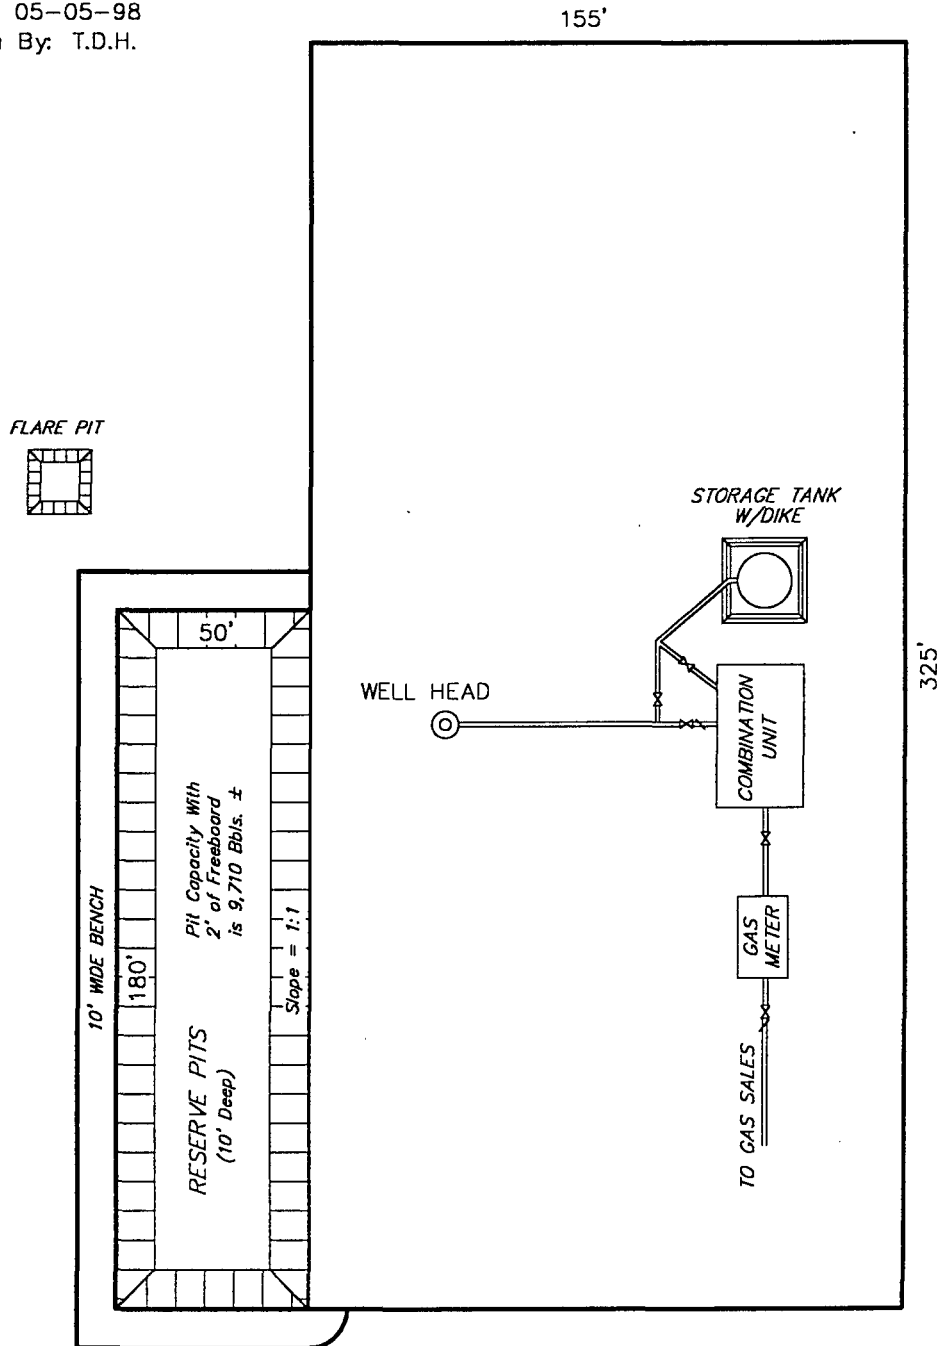 05-05-98
By: T.D.H.
155'
FLARE PIT
STORAGE TANK
W/DIKE
50'
325'
WELL HEAD
COMBINATION
UNIT
Pit Capacity With
2' of Freeboard
is 9,710 Bbls. ±
10' WIDE BENCH
180'
Slope = 1:1
GAS
METER
RESERVE PITS
(10' Deep)
TO GAS SALES